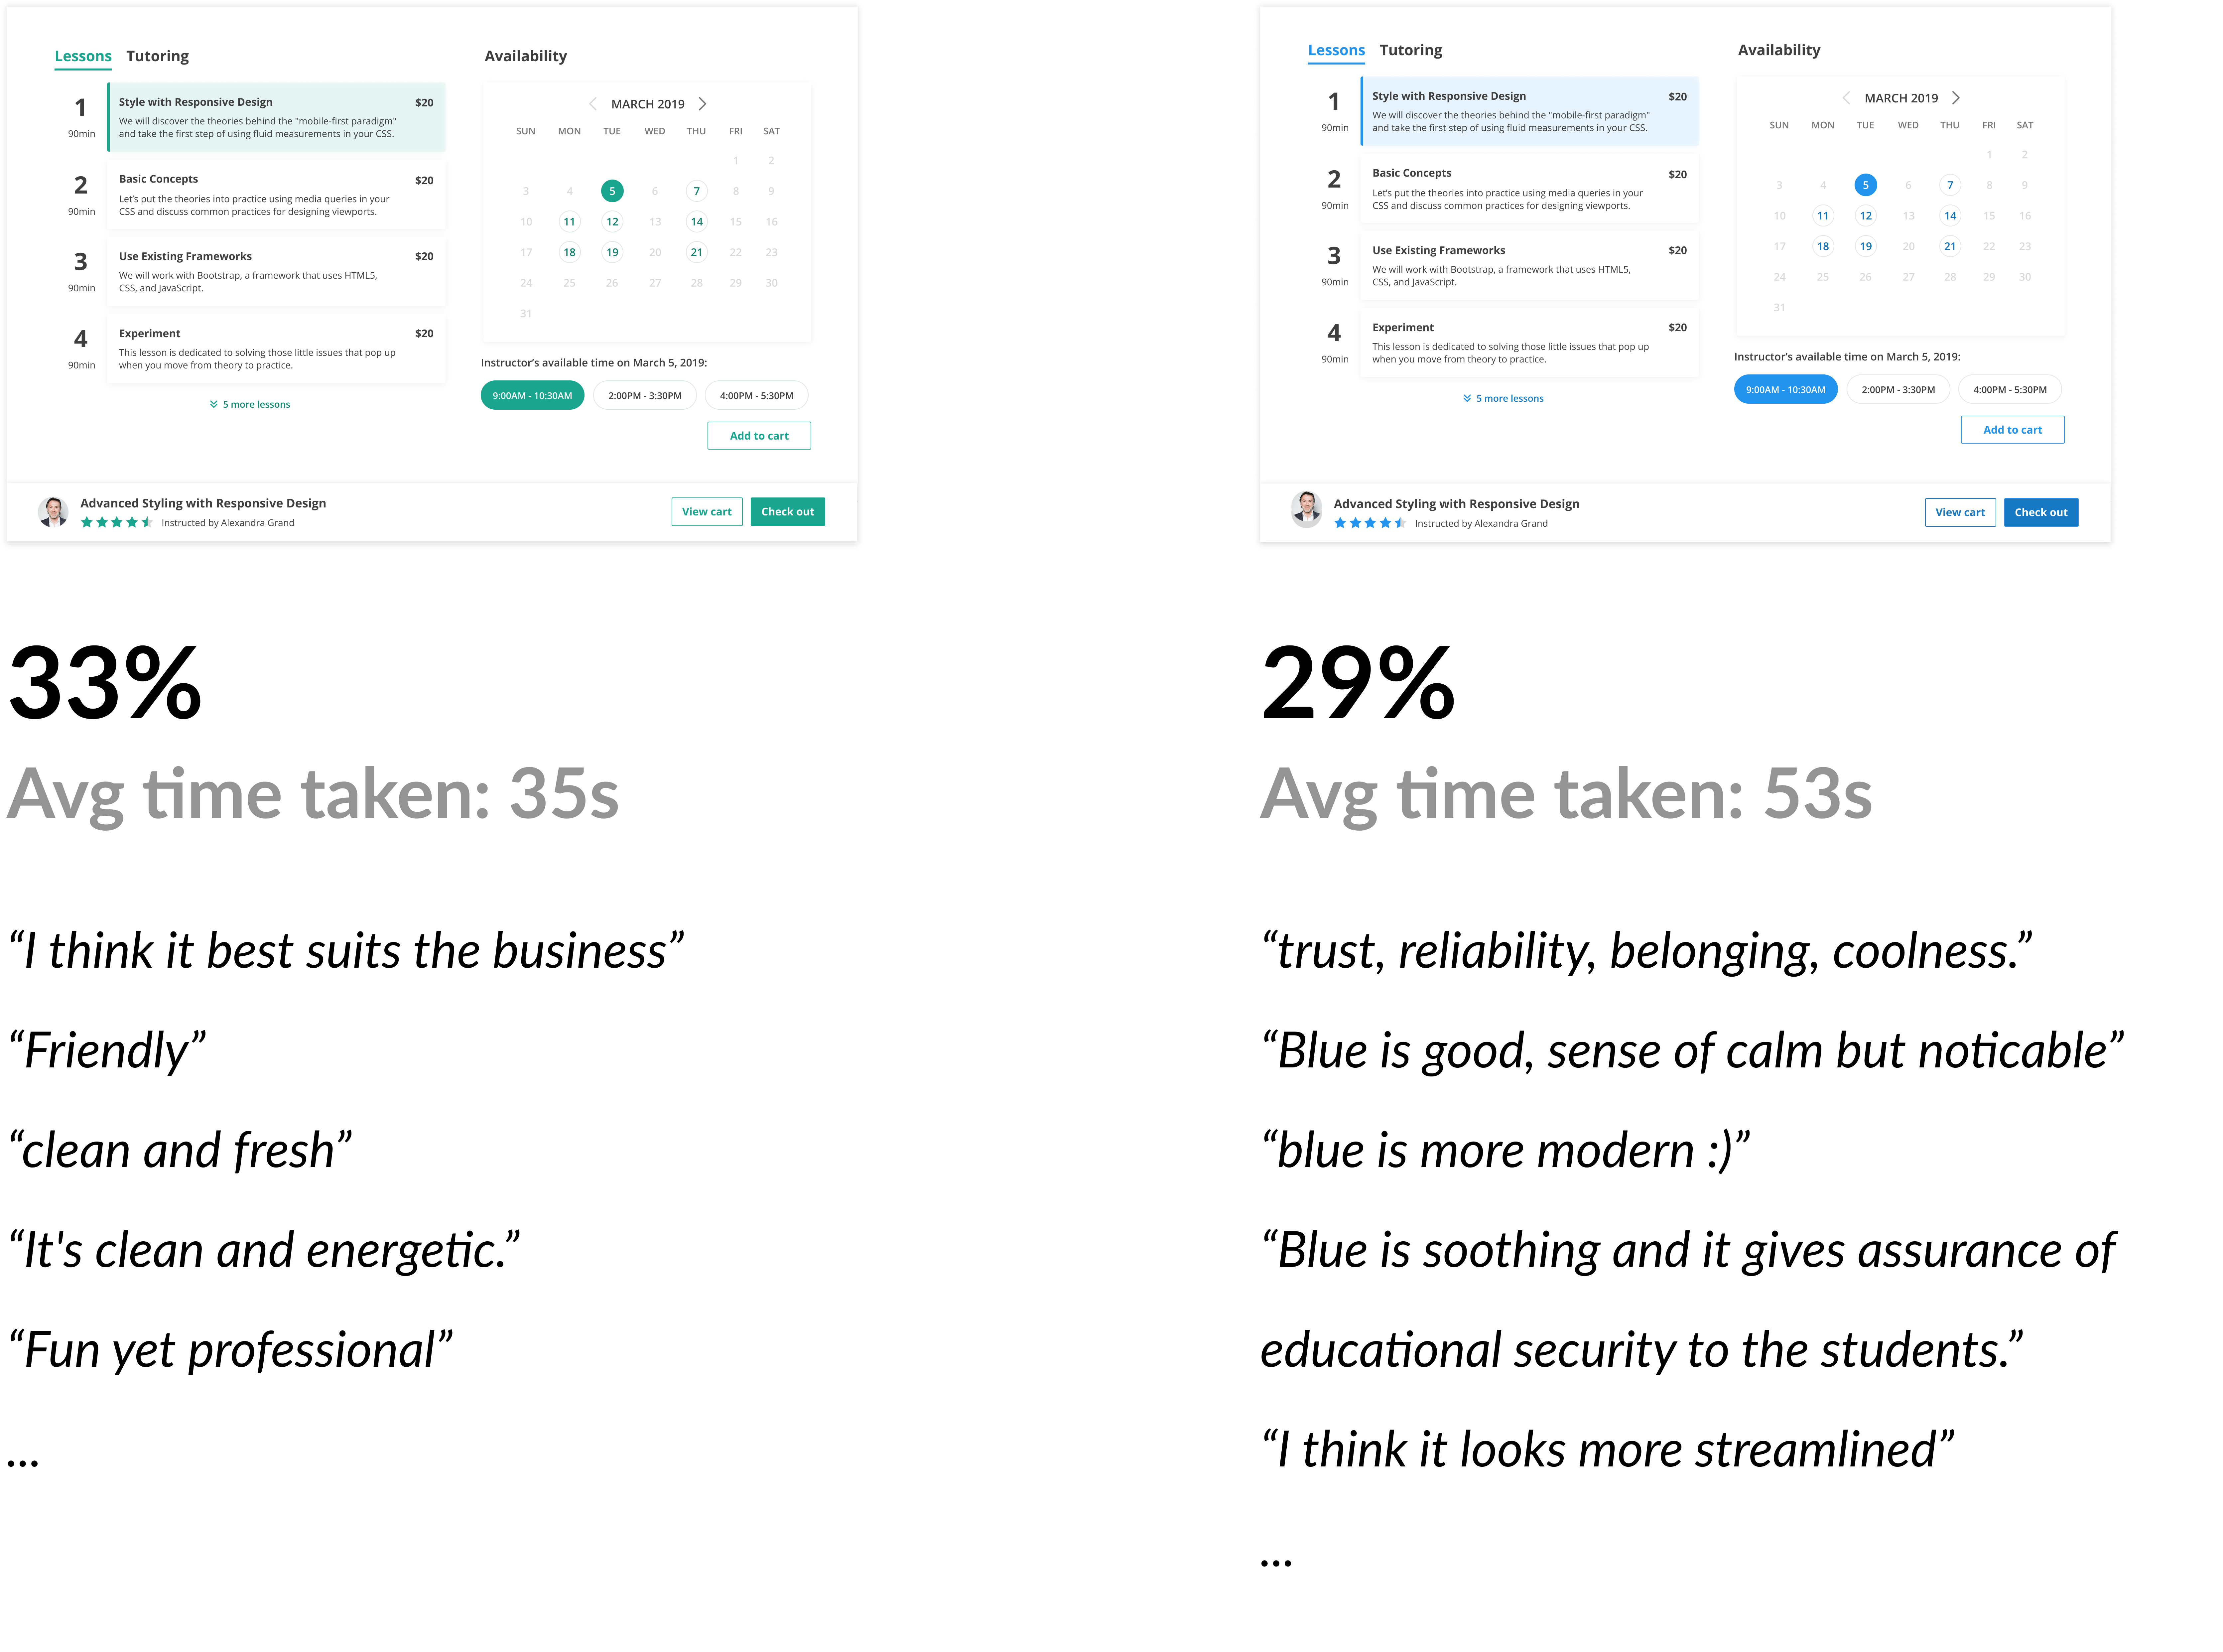 Lessons Tutoring
1
90min
Style with Responsive Design $20
We will discover the theories behind the "mobile-first paradigm"
and take the first step of using fluid measurements in your CSS.
2
90min
Basic Concepts $20
Let's put the theories into practice using media queries in your
CSS and discuss common practices for designing viewports.
3
90min
Use Existing Frameworks $20
We will work with Bootstrap, a framework that uses HTML5,
CSS, and JavaScript.
4
90min
Experiment $20
This lesson is dedicated to solving those little issues that pop up
when you move from theory to practice.
5 more lessons
Availability
MARCH 2019
SUN MON TUE WED THU FRI SAT
1 2
3 4 5 6 7 8 9
10 11 12 13 14 15 16
17 18 19 20 21 22 23
24 25 26 27 28 29 30
31
Instructor's available time on March 5, 2019:
9:00AM - 10:30AM 2:00PM - 3:30PM 4:00PM - 5:30PM
Add to cart
Advanced Styling with Responsive Design
Instructed by Alexandra Grand
View cart Check out
33%
Avg time taken: 35s
“I think it best suits the business”
“Friendly”
“clean and fresh”
“It's clean and energetic.”
“Fun yet professional”
...
Lessons Tutoring
1
90min
Style with Responsive Design $20
We will discover the theories behind the "mobile-first paradigm"
and take the first step of using fluid measurements in your CSS.
2
90min
Basic Concepts $20
Let's put the theories into practice using media queries in your
CSS and discuss common practices for designing viewports.
3
90min
Use Existing Frameworks $20
We will work with Bootstrap, a framework that uses HTML5,
CSS, and JavaScript.
4
90min
Experiment $20
This lesson is dedicated to solving those little issues that pop up
when you move from theory to practice.
5 more lessons
Availability
MARCH 2019
SUN MON TUE WED THU FRI SAT
1 2
3 4 5 6 7 8 9
10 11 12 13 14 15 16
17 18 19 20 21 22 23
24 25 26 27 28 29 30
31
Instructor's available time on March 5, 2019:
9:00AM - 10:30AM 2:00PM - 3:30PM 4:00PM - 5:30PM
Add to cart
Advanced Styling with Responsive Design
Instructed by Alexandra Grand
View cart Check out
29%
Avg time taken: 53s
“trust, reliability, belonging, coolness.”
“Blue is good, sense of calm but noticable”
“blue is more modern :)”
“Blue is soothing and it gives assurance of
educational security to the students.”
“I think it looks more streamlined”
...